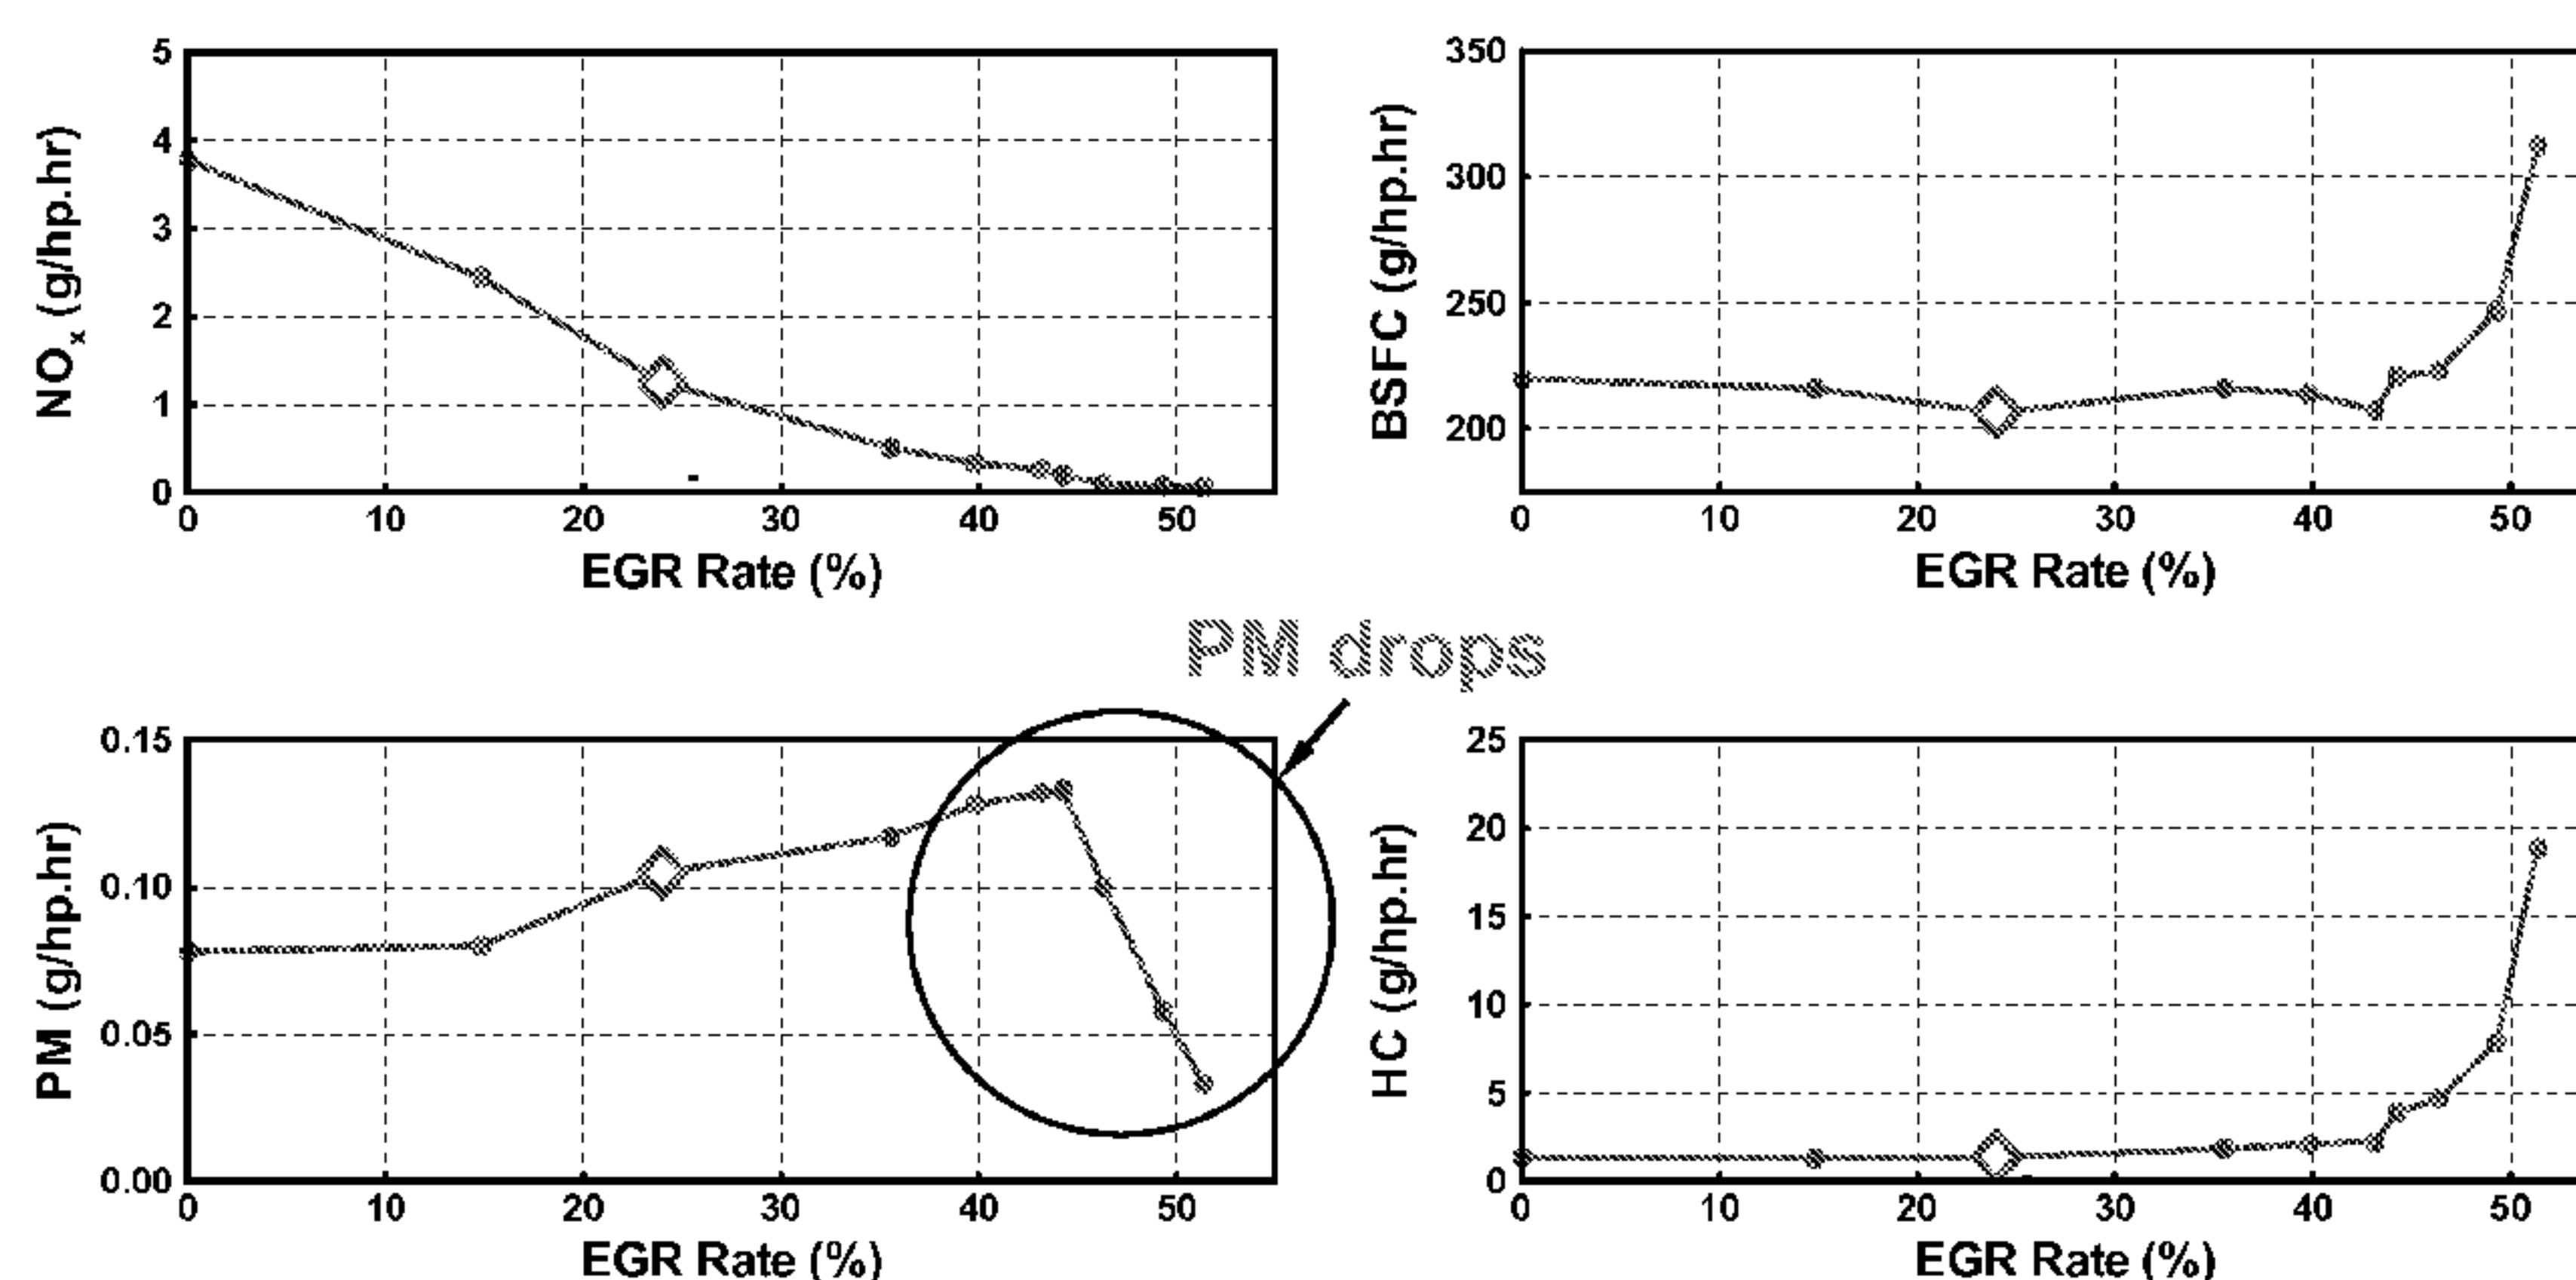 NOx (g/hp.hr)
5
4
3
2
1
0
0 10 20 30 40 50
EGR Rate (%)
BSFC (g/hp.hr)
350
300
250
200
0 10 20 30 40 50
EGR Rate (%)
PM drops
PM (g/hp.hr)
0.15
0.10
0.05
0.00
0 10 20 30 40 50
EGR Rate (%)
HC (g/hp.hr)
25
20
15
10
5
0
0 10 20 30 40 50
EGR Rate (%)